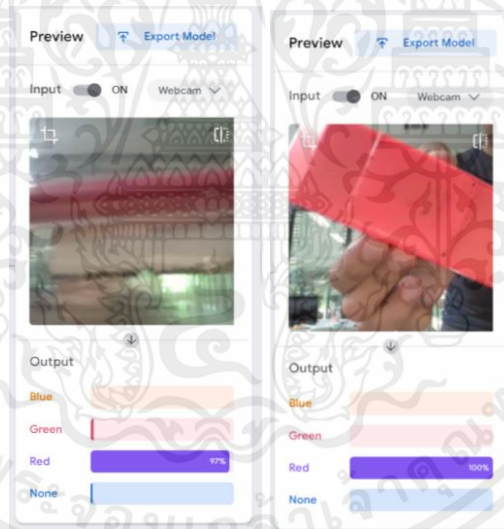 Preview Export Model
Input ON Webcam
Output
Blue
Green
Red 97%
None
Preview Export Model
Input ON Webcam
Output
Blue
Green
Red 100%
None